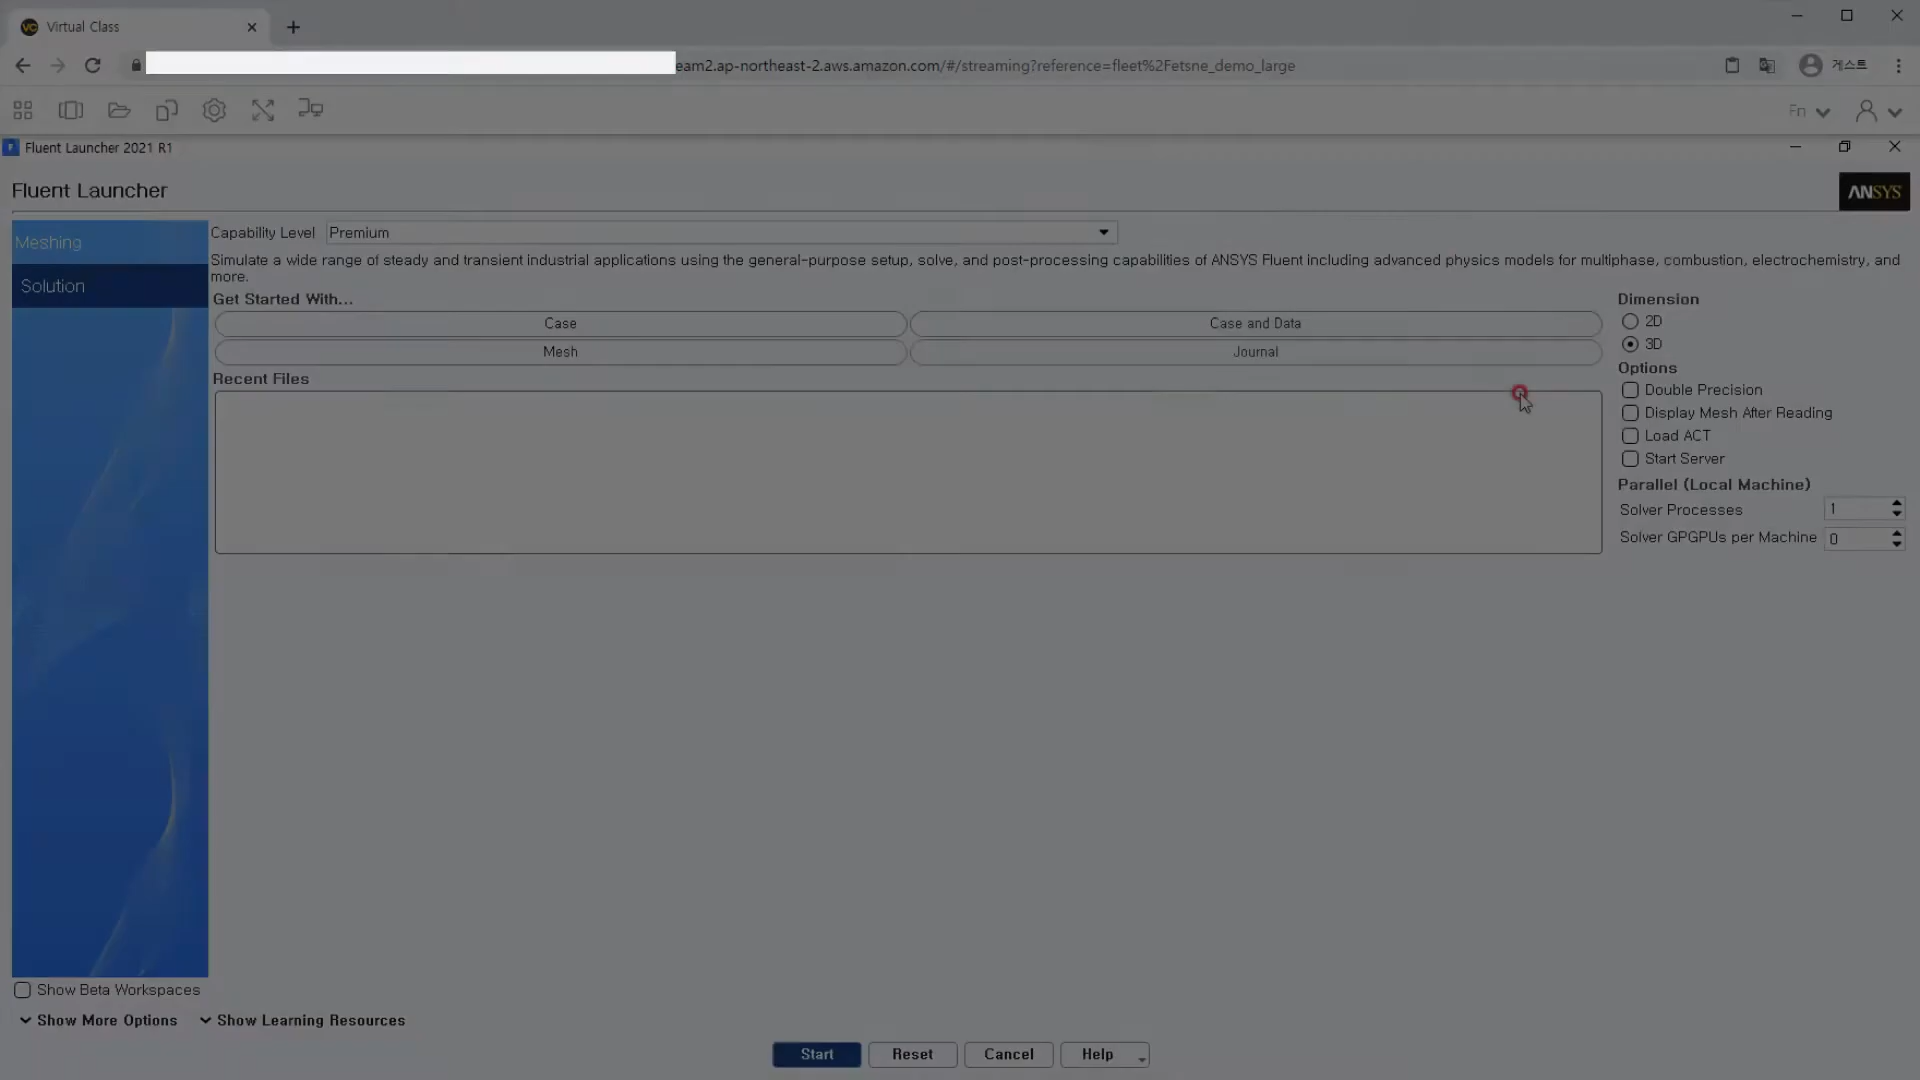 Virtual Class
eam2.ap-northeast-2.aws.amazon.com/#/streaming?reference=fleet%2Fetsne_demo_large
게스트
Fn
Fluent Launcher 2021 R1
Fluent Launcher
ANSYS
Meshing
Solution
Capability Level Premium
Simulate a wide range of steady and transient industrial applications using the general-purpose setup, solve, and post-processing capabilities of ANSYS Fluent including advanced physics models for multiphase, combustion, electrochemistry, and
more.
Get Started With...
Case
Case and Data
Mesh
Journal
Recent Files
Dimension
2D
3D
Options
Double Precision
Display Mesh After Reading
Load ACT
Start Server
Parallel (Local Machine)
Solver Processes 1
Solver GPGPUs per Machine 0
Show Beta Workspaces
Show More Options Show Learning Resources
Start Reset Cancel Help